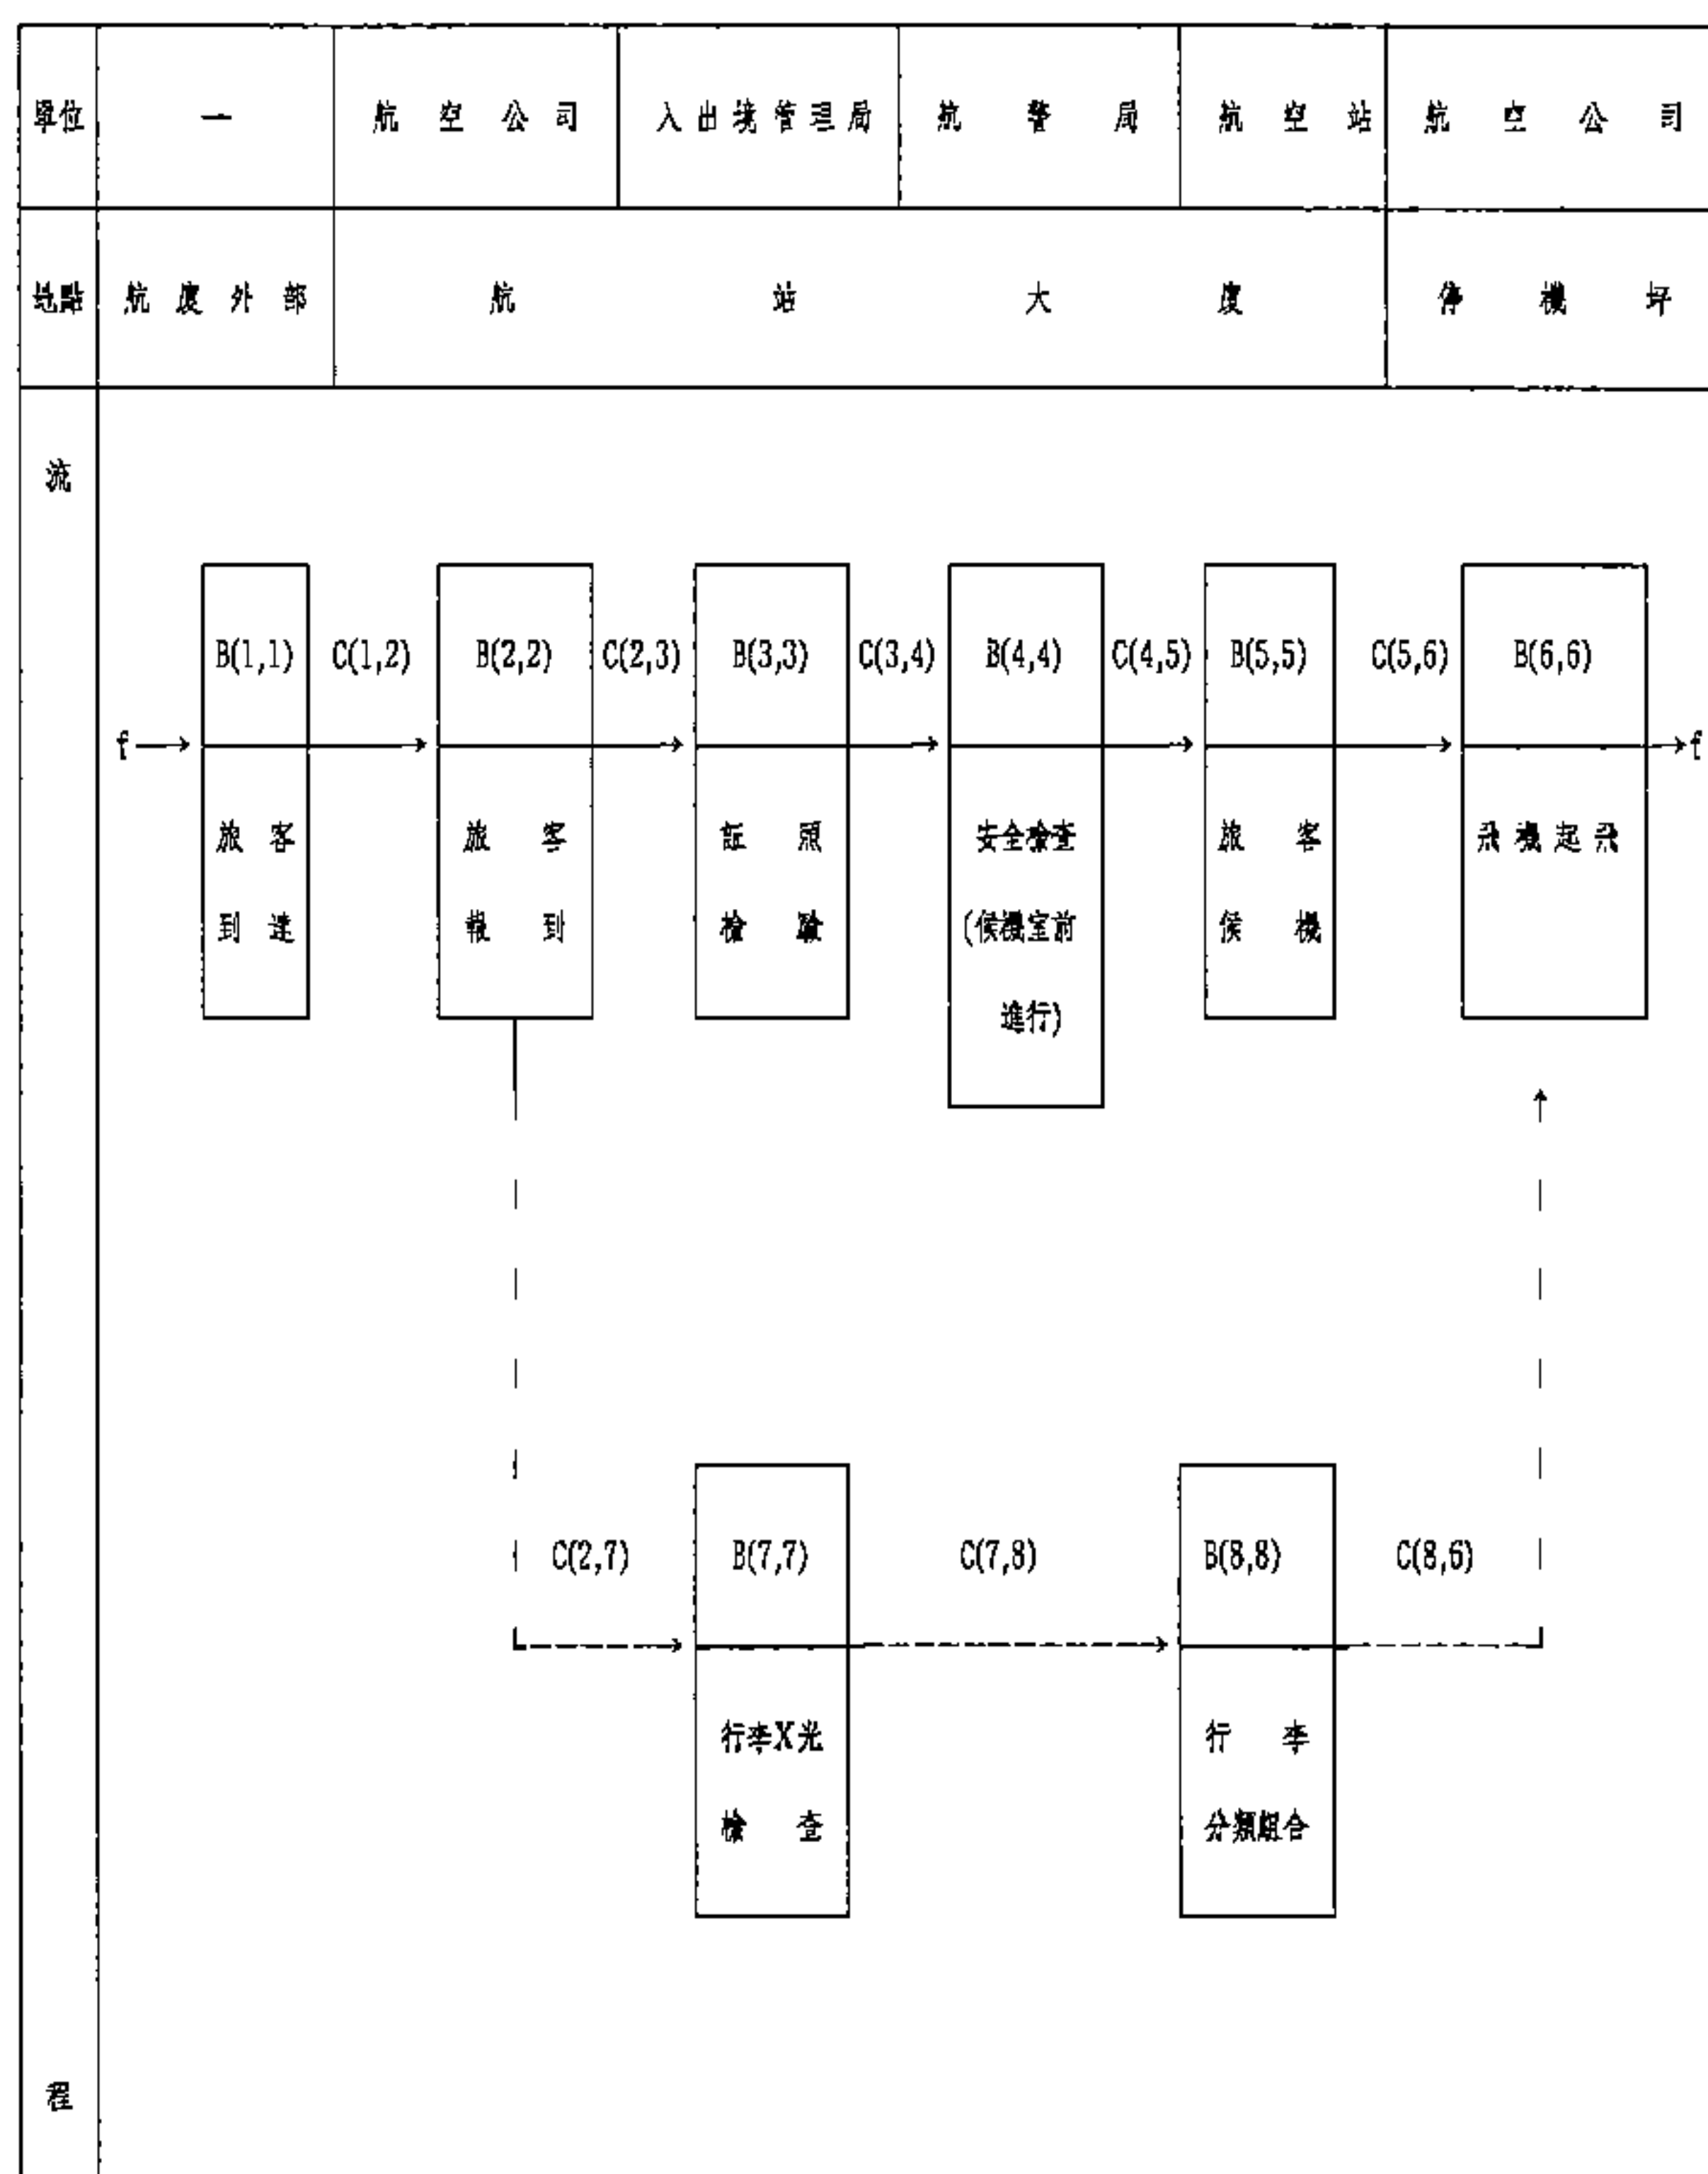 單位 一 航空公司 入出境管理局 航警局 航空站 航空公司
地點 航廈外部 航站大廈 停機坪
流
B(1,1) C(1,2) B(2,2) C(2,3) B(3,3) C(3,4) B(4,4) C(4,5) B(5,5) C(5,6) B(6,6)
f f
旅客 旅客 証照 安全檢查 旅客 飛機起飛
到達 報到 檢驗 (候機室前 候機
進行)
C(2,7) B(7,7) C(7,8) B(8,8) C(8,6)
行李X光 行李
檢查 分類組合
程